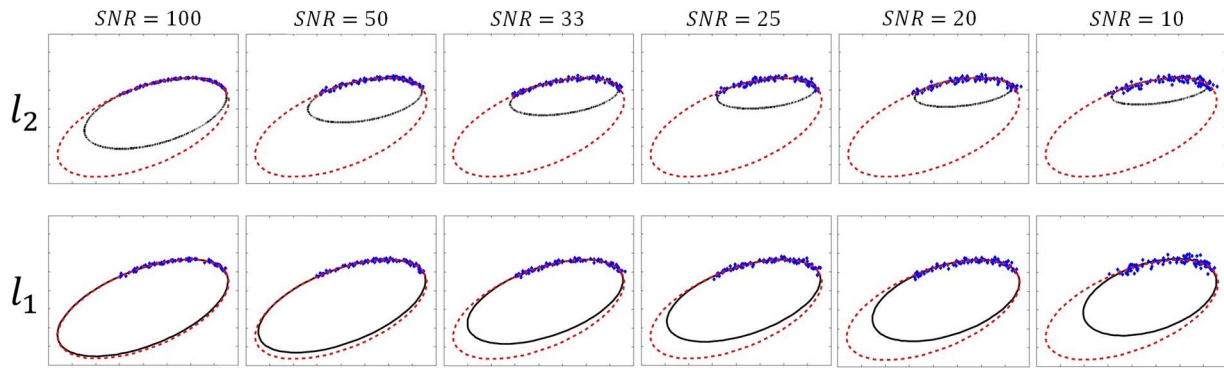 SNR = 100 SNR = 50 SNR = 33 SNR = 25 SNR = 20 SNR = 10
l₂
l₁